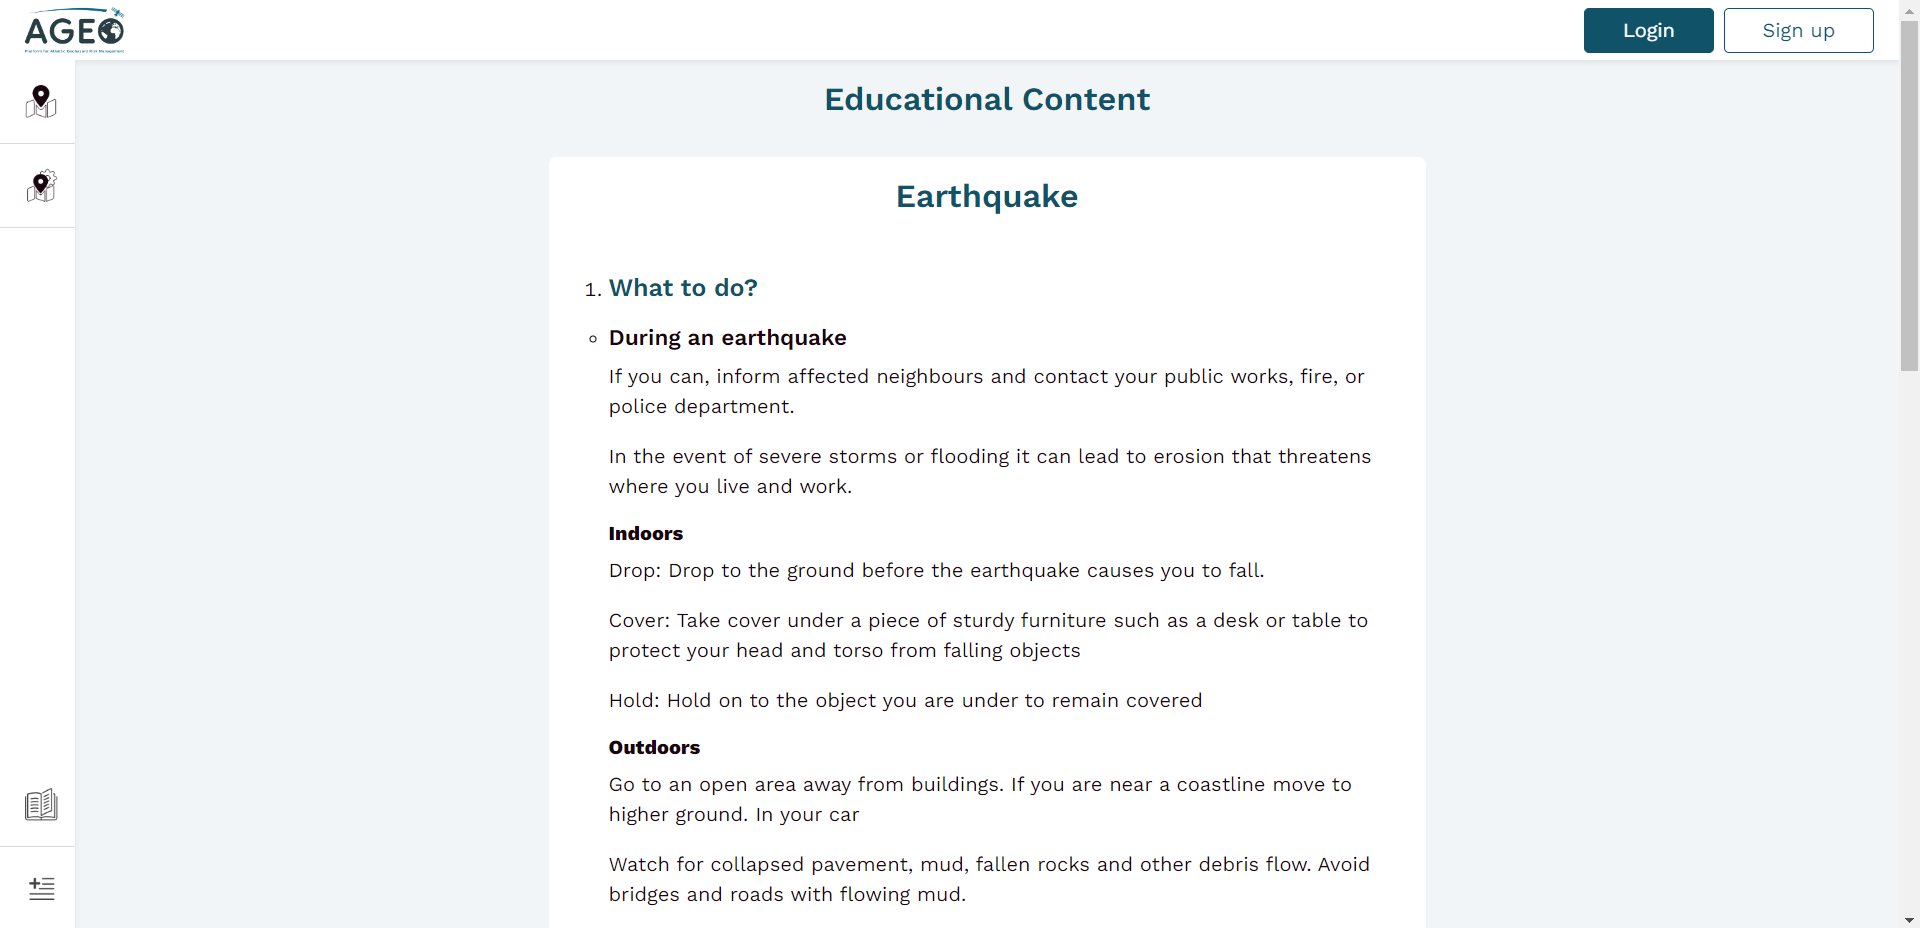 AGEO
Platform for Atlantic Geohazard Risk Management
Login
Sign up
Educational Content
Earthquake
1. What to do?
During an earthquake
If you can, inform affected neighbours and contact your public works, fire, or
police department.
In the event of severe storms or flooding it can lead to erosion that threatens
where you live and work.
Indoors
Drop: Drop to the ground before the earthquake causes you to fall.
Cover: Take cover under a piece of sturdy furniture such as a desk or table to
protect your head and torso from falling objects
Hold: Hold on to the object you are under to remain covered
Outdoors
Go to an open area away from buildings. If you are near a coastline move to
higher ground. In your car
Watch for collapsed pavement, mud, fallen rocks and other debris flow. Avoid
bridges and roads with flowing mud.